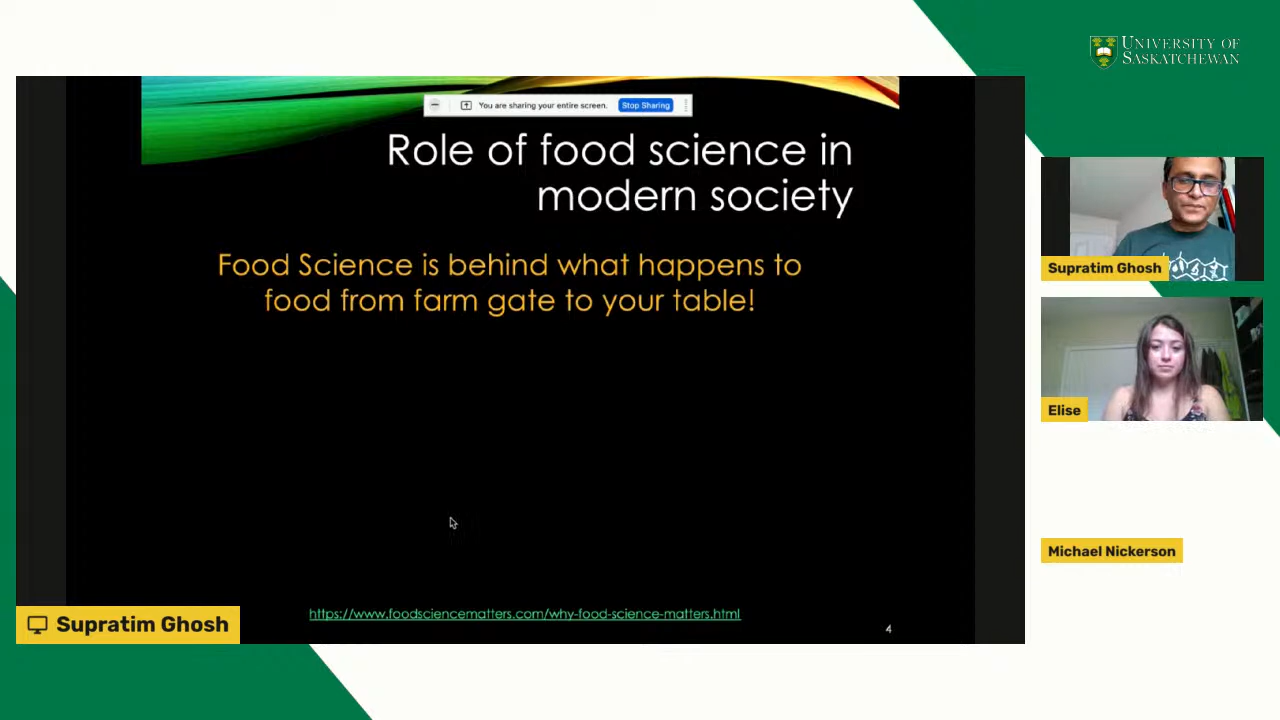 UNIVERSITY OF
SASKATCHEWAN
You are sharing your entire screen. Stop Sharing
Role of food science in
modern society
Food Science is behind what happens to
food from farm gate to your table!
https://www.foodsciencematters.com/why-food-science-matters.html
4
Supratim Ghosh
Supratim Ghosh
Elise
Michael Nickerson